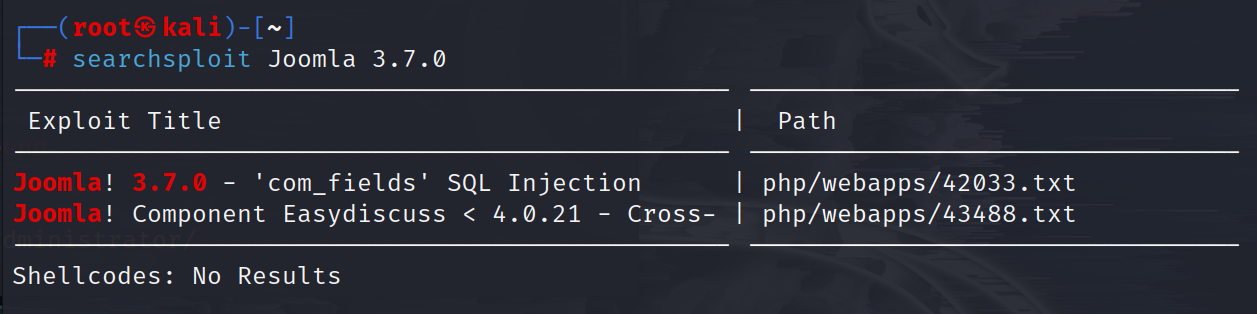 ┌──(root㉿kali)-[~]
└─# searchsploit Joomla 3.7.0
Exploit Title | Path
Joomla! 3.7.0 - 'com_fields' SQL Injection | php/webapps/42033.txt
Joomla! Component Easydiscuss < 4.0.21 - Cross- | php/webapps/43488.txt
dministrator/
Shellcodes: No Results